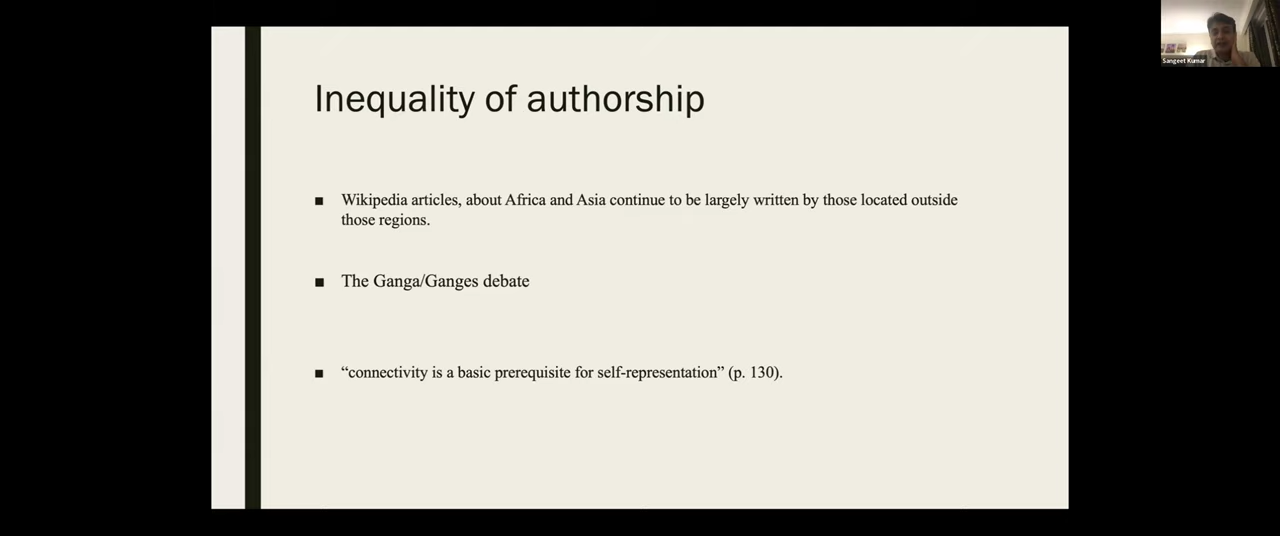 Inequality of authorship
■ Wikipedia articles, about Africa and Asia continue to be largely written by those located outside
those regions.
■ The Ganga/Ganges debate
■ “connectivity is a basic prerequisite for self-representation” (p. 130).
Sangeet Kumar